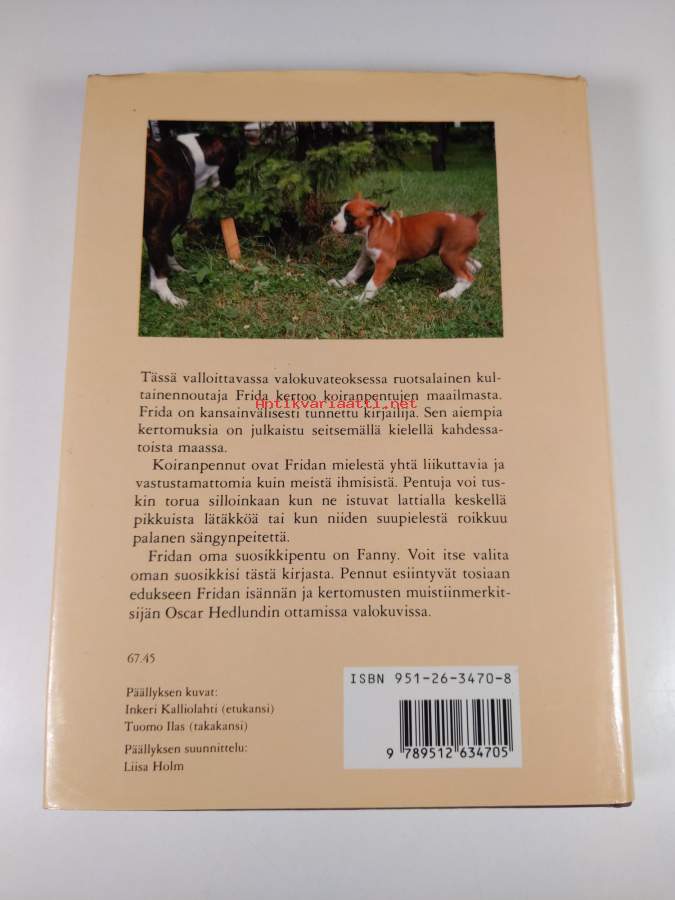 Tässä valloittavassa valokuvateoksessa ruotsalainen kul-
tainennoutaja Frida kertoo koiranpentujen maailmasta.
Antikvariaatti.net
Frida on kansainvälisesti tunnettu kirjailija. Sen aiempia
kertomuksia on julkaistu seitsemällä kielellä kahdessa-
toista maassa.
Koiranpennut ovat Fridan mielestä yhtä liikuttavia ja
vastustamattomia kuin meistä ihmisistä. Pentuja voi tus-
kin torua silloinkaan kun ne istuvat lattialla keskellä
pikkuista lätäkköä tai kun niiden suupielestä roikkuu
palanen sängynpeitettä.
Fridan oma suosikkipentu on Fanny. Voit itse valita
oman suosikkisi tästä kirjasta. Pennut esiintyvät tosiaan
edukseen Fridan isännän ja kertomusten muistiinmerkit-
sijän Oscar Hedlundin ottamissa valokuvissa.
67.45
Päällyksen kuvat:
Inkeri Kalliolahti (etukansi)
Tuomo Ilas (takakansi)
Päällyksen suunnittelu:
Liisa Holm
ISBN 951-26-3470-8
9 789512 634705